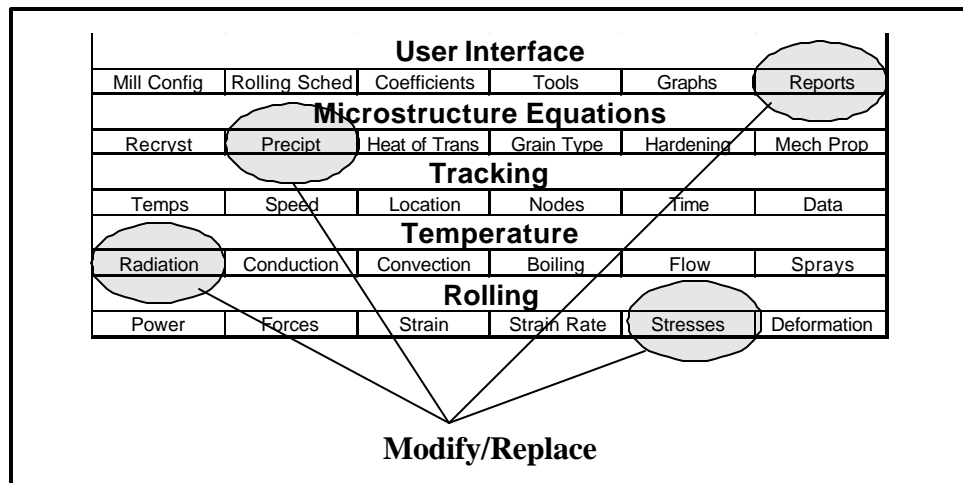 User Interface
Mill Config Rolling Sched Coefficients Tools Graphs Reports
Microstructure Equations
Recryst Precipt Heat of Trans Grain Type Hardening Mech Prop
Tracking
Temps Speed Location Nodes Time Data
Temperature
Radiation Conduction Convection Boiling Flow Sprays
Rolling
Power Forces Strain Strain Rate Stresses Deformation
Modify/Replace